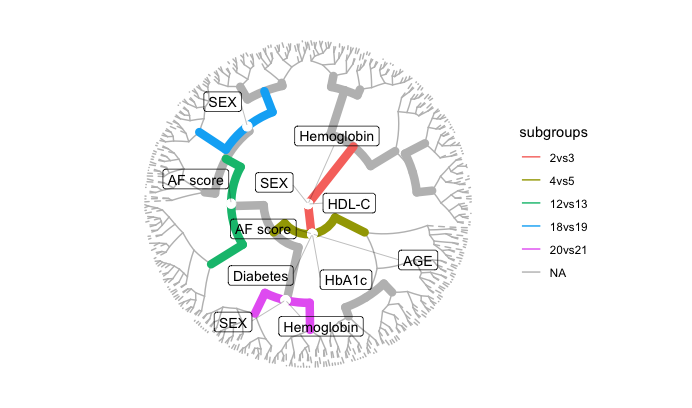 SEX
Hemoglobin
AF score
SEX
HDL-C
AF score
AGE
Diabetes
HbA1c
SEX
Hemoglobin
subgroups
2vs3
4vs5
12vs13
18vs19
20vs21
NA